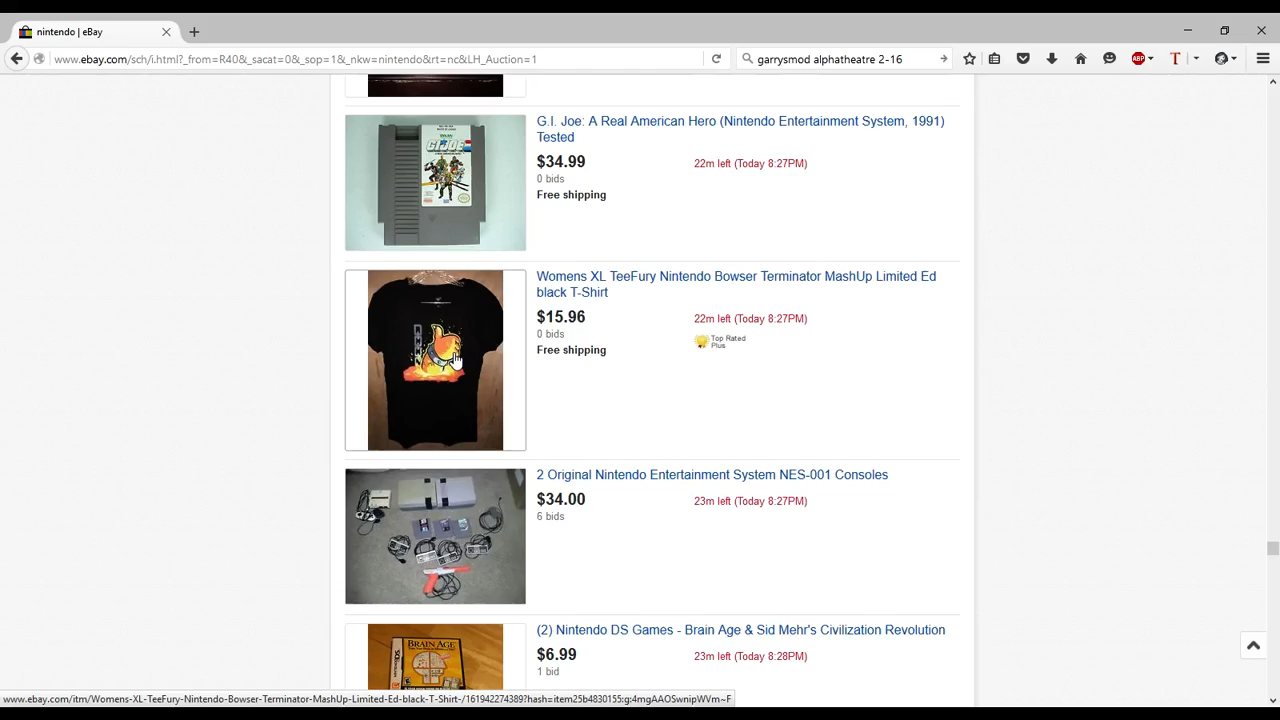 nintendo | eBay
www.ebay.com/sch/i.html?_from=R40&_sacat=0&_sop=1&_nkw=nintendo&rt=nc&LH_Auction=1
garrysmod alphatheatre 2-16
ABP
T
G.I. Joe: A Real American Hero (Nintendo Entertainment System, 1991)
Tested
$34.99
22m left (Today 8:27PM)
0 bids
Free shipping
GIJOE
Womens XL TeeFury Nintendo Bowser Terminator MashUp Limited Ed
black T-Shirt
$15.96
22m left (Today 8:27PM)
0 bids
Top Rated
Plus
Free shipping
2 Original Nintendo Entertainment System NES-001 Consoles
$34.00
23m left (Today 8:27PM)
6 bids
(2) Nintendo DS Games - Brain Age & Sid Mehr's Civilization Revolution
$6.99
23m left (Today 8:28PM)
1 bid
BRAIN AGE
www.ebay.com/itm/Womens-XL-TeeFury-Nintendo-Bowser-Terminator-MashUp-Limited-Ed-black-T-Shirt-/161942274389?hash=item25b4830155:g:4mgAAOSwnipWVm~F